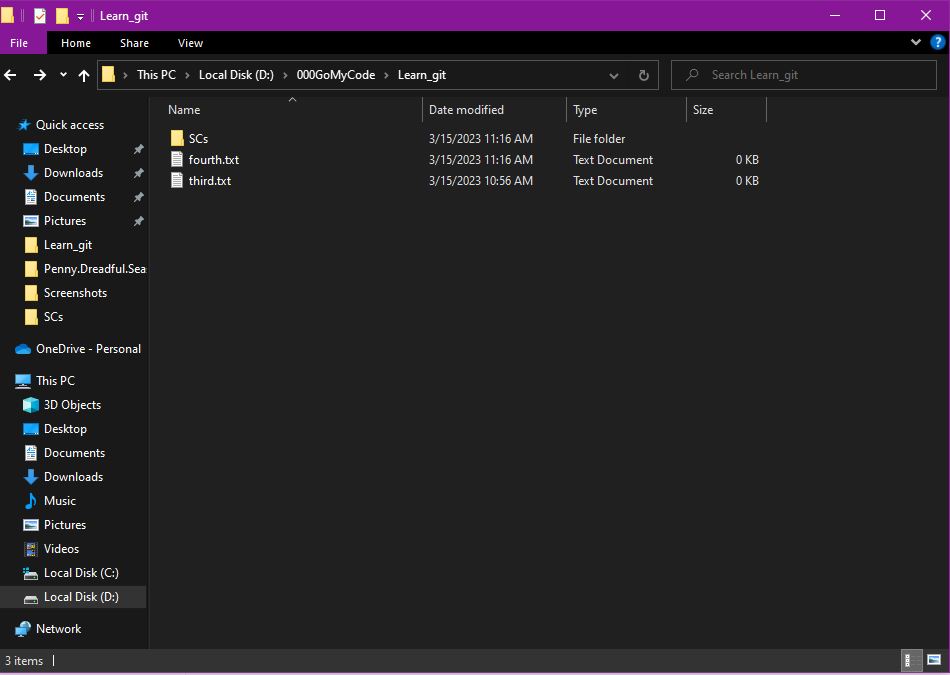 Learn_git
File Home Share View
This PC Local Disk (D:) 000GoMyCode Learn_git
Search Learn_git
Name Date modified Type Size
SCs 3/15/2023 11:16 AM File folder
fourth.txt 3/15/2023 11:16 AM Text Document 0 KB
third.txt 3/15/2023 10:56 AM Text Document 0 KB
Quick access
Desktop
Downloads
Documents
Pictures
Learn_git
Penny.Dreadful.Sea
Screenshots
SCs
OneDrive - Personal
This PC
3D Objects
Desktop
Documents
Downloads
Music
Pictures
Videos
Local Disk (C:)
Local Disk (D:)
Network
3 items